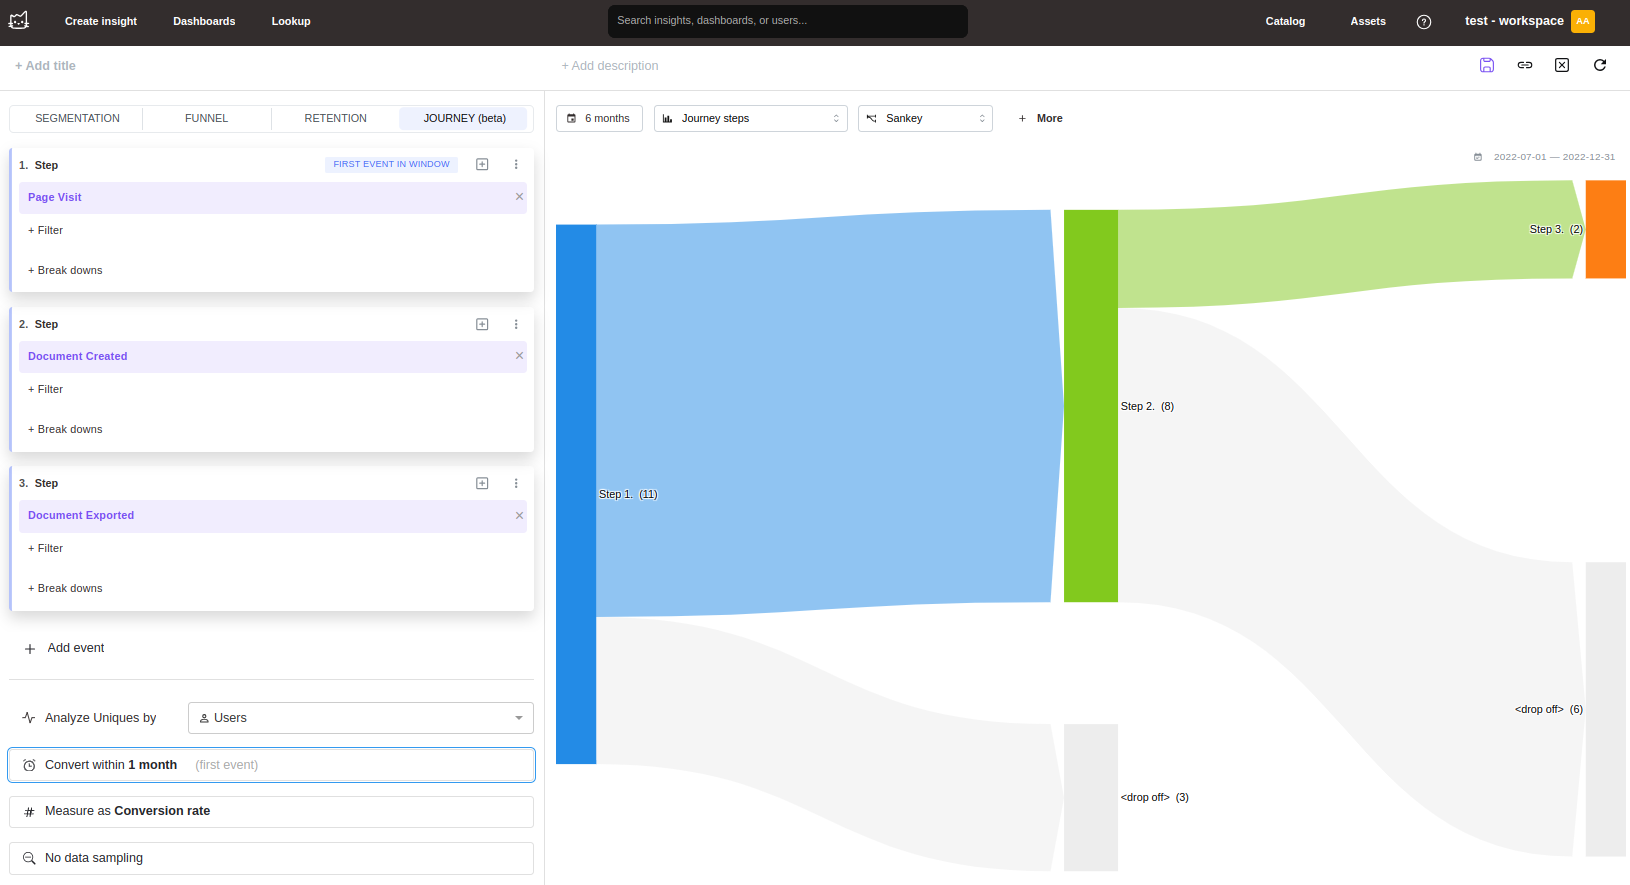 Create insight
Dashboards
Lookup
Search insights, dashboards, or users...
Catalog
Assets
?
test - workspace
AA
+ Add title
+ Add description
SEGMENTATION
FUNNEL
RETENTION
JOURNEY (beta)
6 months
Journey steps
Sankey
+ More
2022-07-01 — 2022-12-31
1. Step
FIRST EVENT IN WINDOW
Page Visit
+ Filter
+ Break downs
2. Step
Document Created
+ Filter
+ Break downs
3. Step
Document Exported
+ Filter
+ Break downs
+ Add event
Analyze Uniques by
Users
Convert within 1 month (first event)
# Measure as Conversion rate
No data sampling
Step 1. (11)
Step 2. (8)
Step 3. (2)
<drop off> (6)
<drop off> (3)